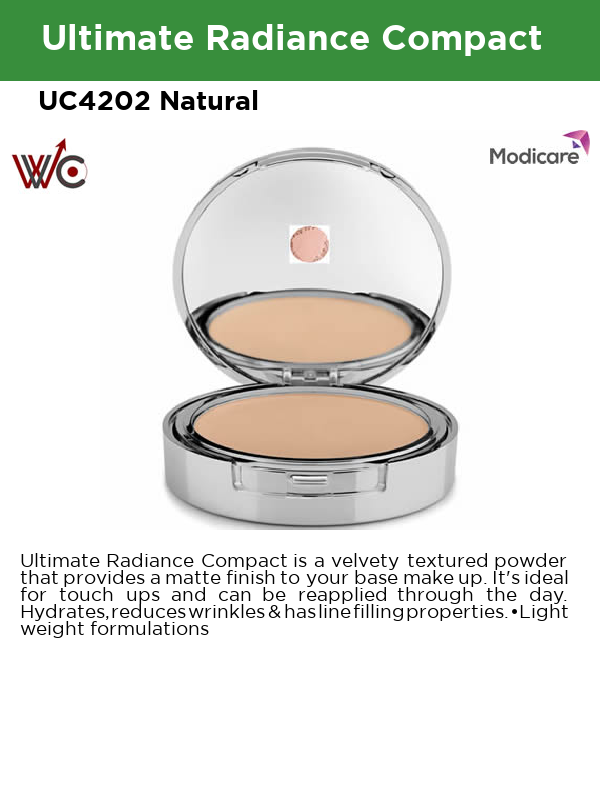 Ultimate Radiance Compact
UC4202 Natural
WC
Modicare
Ultimate Radiance Compact is a velvety textured powder
that provides a matte finish to your base make up. It's ideal
for touch ups and can be reapplied through the day.
Hydrates, reduces wrinkles & has line filling properties. •Light
weight formulations